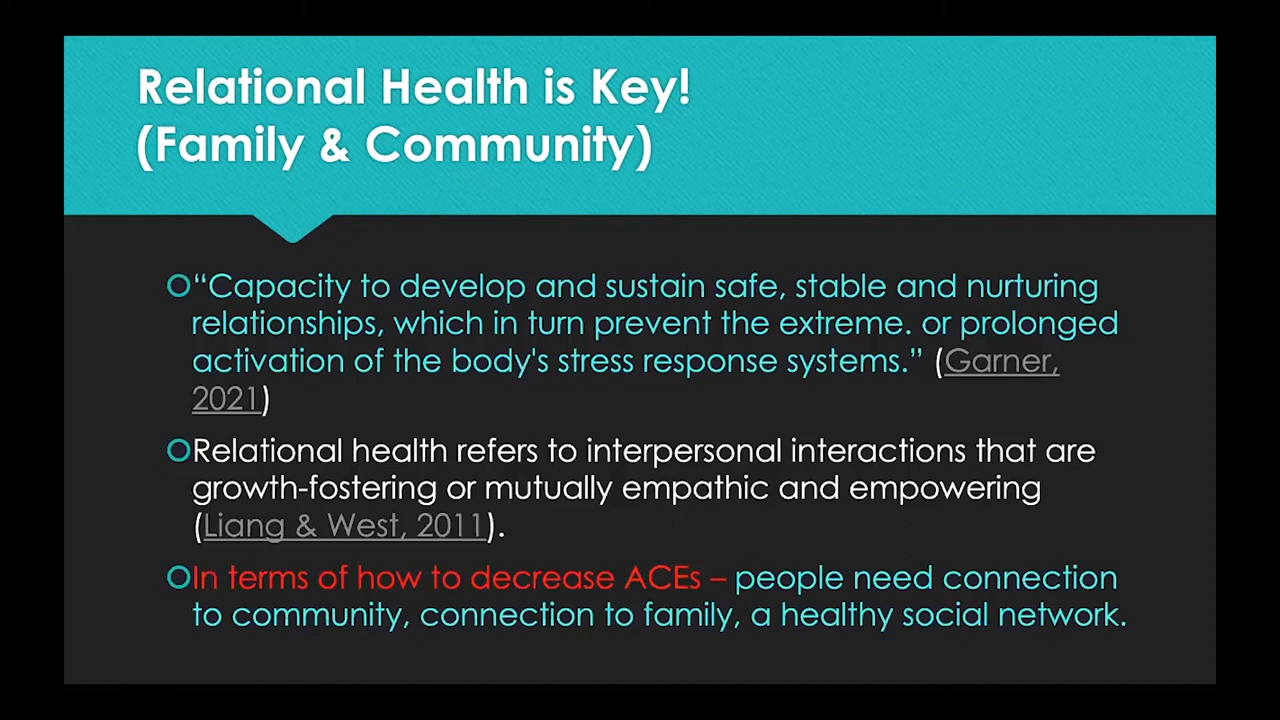 Relational Health is Key!
(Family & Community)
“Capacity to develop and sustain safe, stable and nurturing
relationships, which in turn prevent the extreme. or prolonged
activation of the body's stress response systems.” (Garner,
2021)
Relational health refers to interpersonal interactions that are
growth-fostering or mutually empathic and empowering
(Liang & West, 2011).
In terms of how to decrease ACEs – people need connection
to community, connection to family, a healthy social network.